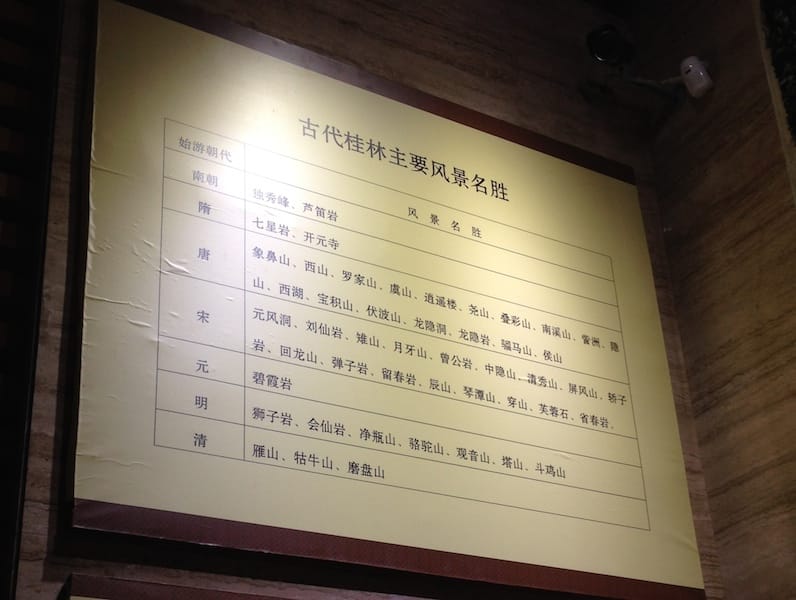 古代桂林主要风景名胜
始游朝代 风景名胜
南朝 独秀峰、芦笛岩
隋 七星岩、开元寺
唐 象鼻山、西山、罗家山、虞山、逍遥楼、尧山、叠彩山、南溪山、訾洲、隐
山、西湖、宝积山、伏波山、龙隐洞、龙隐岩、骝马山、侯山
宋 元风洞、刘仙岩、雉山、月牙山、曾公岩、中隐山、清秀山、屏风山、轿子
岩、回龙山、弹子岩、留春岩、辰山、琴潭山、穿山、芙蓉石、省春岩、
元 碧霞岩
明 狮子岩、会仙岩、净瓶山、骆驼山、观音山、塔山、斗鸡山
清 雁山、牯牛山、磨盘山